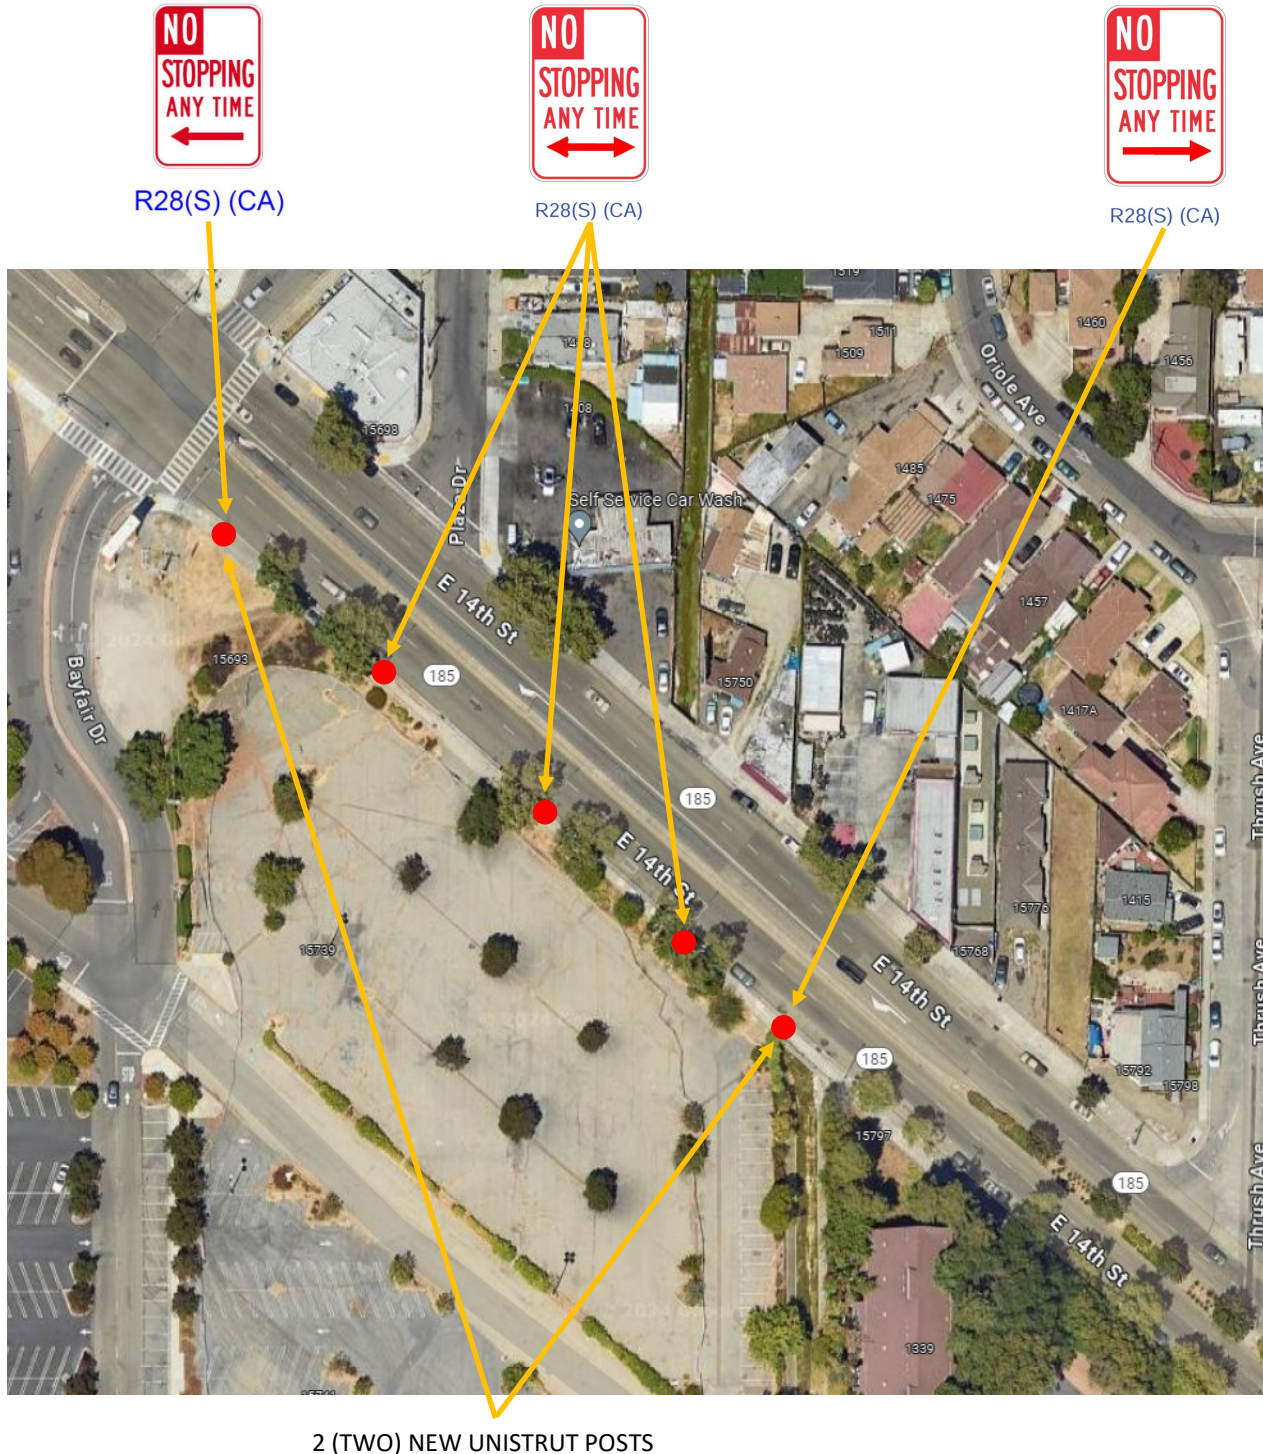 NO
STOPPING
ANY TIME
R28(S) (CA)
NO
STOPPING
ANY TIME
R28(S) (CA)
NO
STOPPING
ANY TIME
R28(S) (CA)
1519
1511
1509
1460
1456
Oriole Ave
1408
15698
Plaza Dr
Self Service Car Wash
1485
1475
1457
E 14th St
185
15693
Bayfair Dr
15750
1417A
185
Thrush Ave
E 14th St
1415
15776
15768
15739
E 14th St
Thrush Ave
185
15792
15798
15797
185
Thrush Ave
E 14th St
1339
2 (TWO) NEW UNISTRUT POSTS